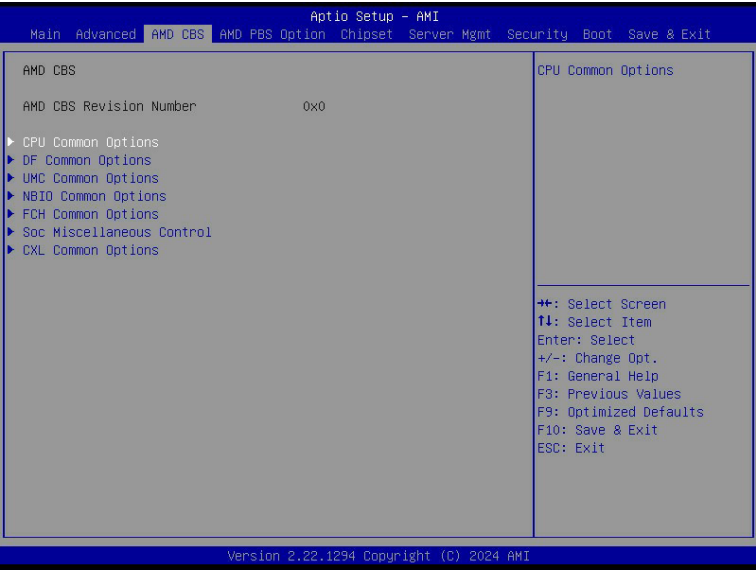 Aptio Setup – AMI
Main Advanced AMD CBS AMD PBS Option Chipset Server Mgmt Security Boot Save & Exit
AMD CBS
AMD CBS Revision Number 0x0
CPU Common Options
DF Common Options
UMC Common Options
NBIO Common Options
FCH Common Options
Soc Miscellaneous Control
CXL Common Options
CPU Common Options
→←: Select Screen
↑↓: Select Item
Enter: Select
+/-: Change Opt.
F1: General Help
F3: Previous Values
F9: Optimized Defaults
F10: Save & Exit
ESC: Exit
Version 2.22.1294 Copyright (C) 2024 AMI